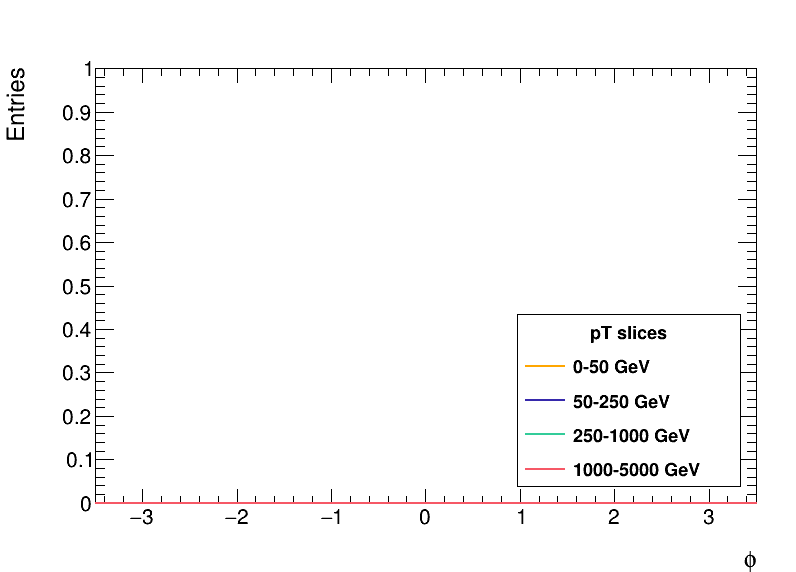 Entries
1
0.9
0.8
0.7
0.6
0.5
0.4
0.3
0.2
0.1
0
pT slices
0-50 GeV
50-250 GeV
250-1000 GeV
1000-5000 GeV
−3 −2 −1 0 1 2 3
ϕ